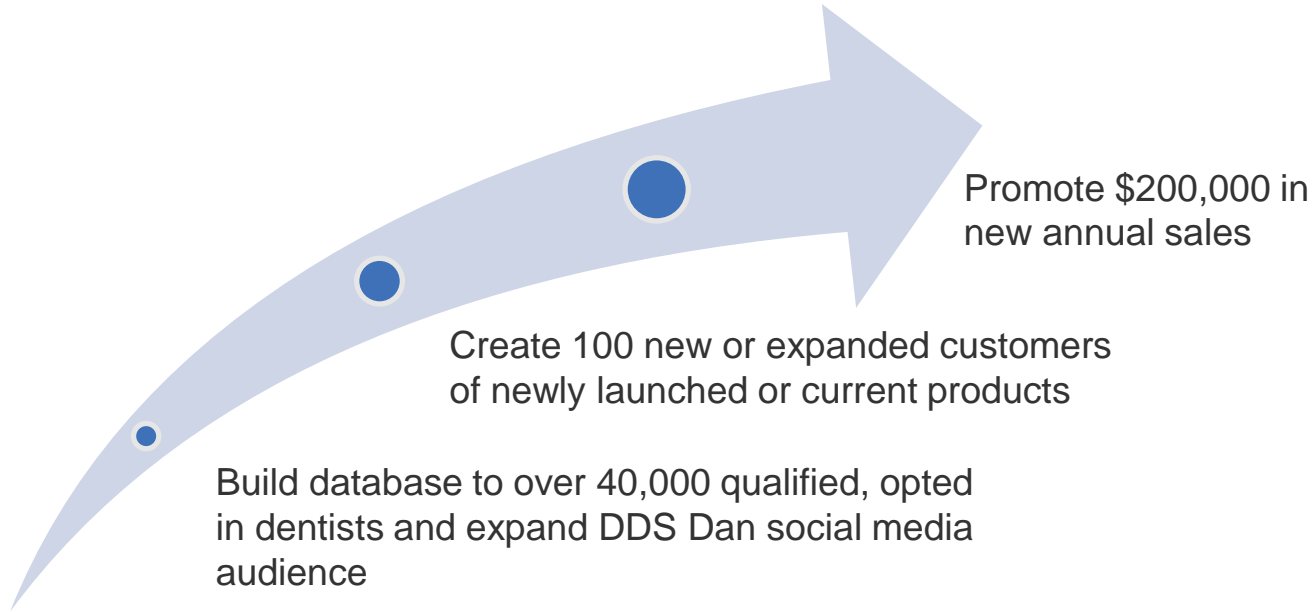 Promote $200,000 in
new annual sales
Create 100 new or expanded customers
of newly launched or current products
Build database to over 40,000 qualified, opted
in dentists and expand DDS Dan social media
audience